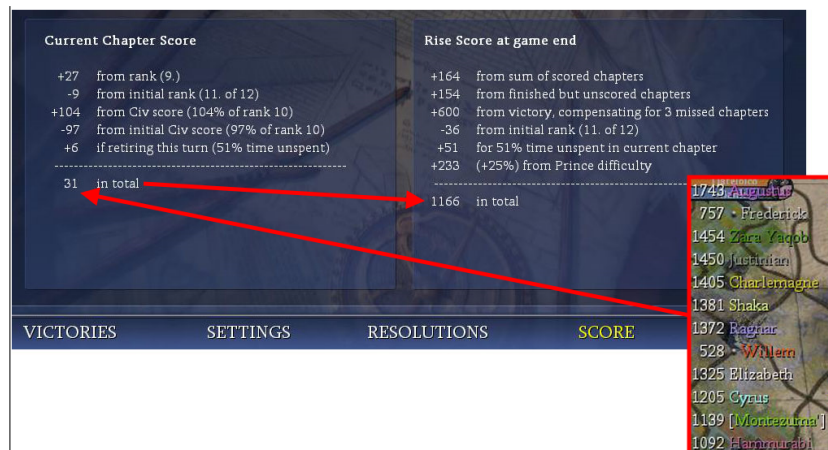 Current Chapter Score
+27 from rank (9.)
-9 from initial rank (11. of 12)
+104 from Civ score (104% of rank 10)
-97 from initial Civ score (97% of rank 10)
+6 if retiring this turn (51% time unspent)
31 in total
Rise Score at game end
+164 from sum of scored chapters
+154 from finished but unscored chapters
+600 from victory, compensating for 3 missed chapters
-36 from initial rank (11. of 12)
+51 for 51% time unspent in current chapter
+233 (+25%) from Prince difficulty
1166 in total
1743 Augustus
757 • Frederick
1454 Zara Yaqob
1450 Justinian
1405 Charlemagne
1381 Shaka
1372 Ragnar
528 • Willem
1325 Elizabeth
1205 Cyrus
1139 [Montezuma']
1092 Hammurabi
VICTORIES SETTINGS RESOLUTIONS SCORE